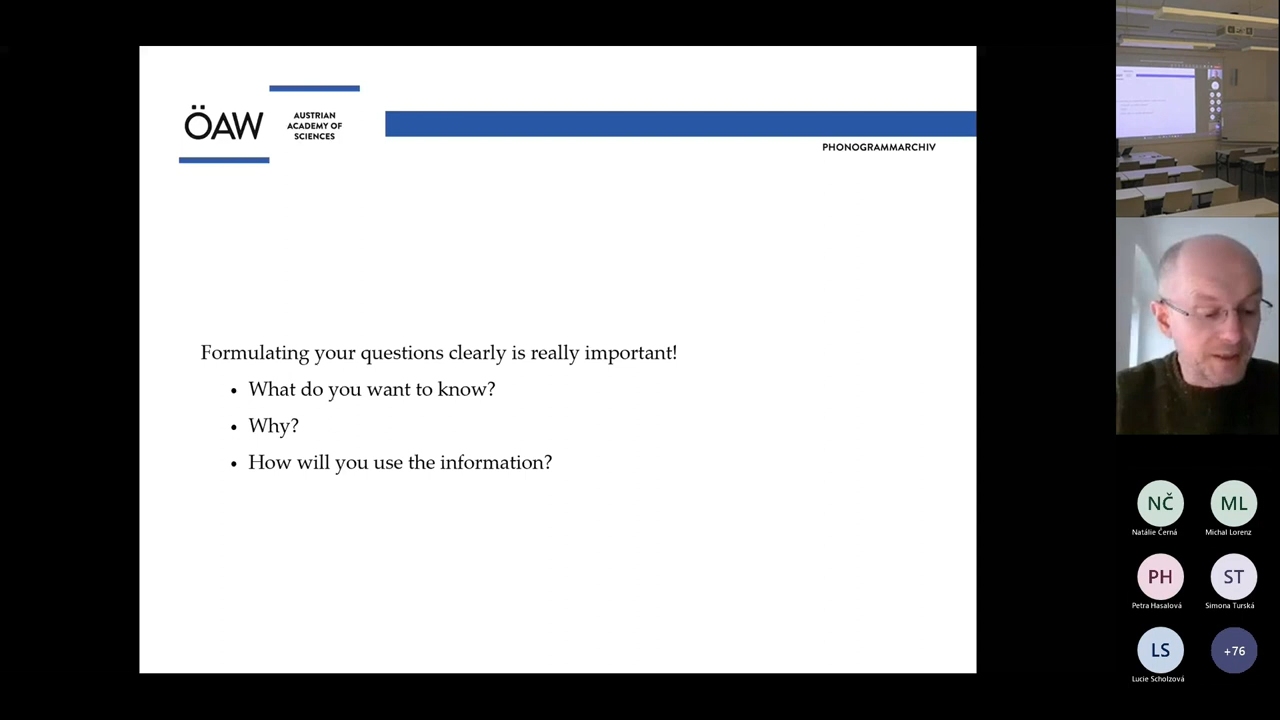 ÖAW
AUSTRIAN
ACADEMY OF
SCIENCES
PHONOGRAMMARCHIV
Formulating your questions clearly is really important!
• What do you want to know?
• Why?
• How will you use the information?
NČ
Natálie Černá
ML
Michal Lorenz
PH
Petra Hasalová
ST
Simona Turská
LS
Lucie Scholzová
+76